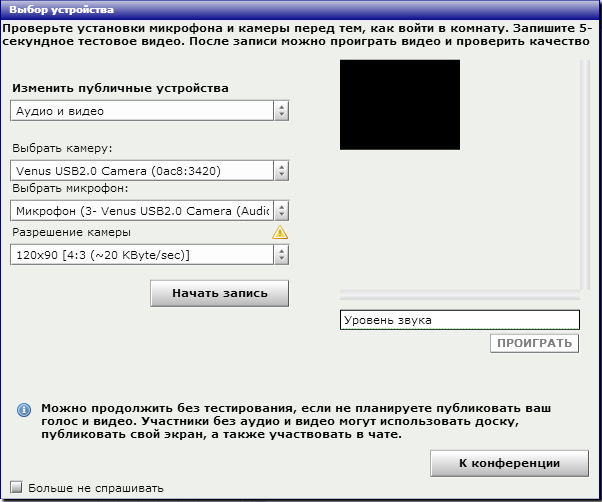 Выбор устройства
Проверьте установки микрофона и камеры перед тем, как войти в комнату. Запишите 5-
секундное тестовое видео. После записи можно проиграть видео и проверить качество
Изменить публичные устройства
Аудио и видео
Выбрать камеру:
Venus USB2.0 Camera (0ac8:3420)
Выбрать микрофон:
Микрофон (3- Venus USB2.0 Camera (Audio
Разрешение камеры
120x90 [4:3 (~20 KByte/sec)]
Начать запись
Уровень звука
ПРОИГРАТЬ
Можно продолжить без тестирования, если не планируете публиковать ваш
голос и видео. Участники без аудио и видео могут использовать доску,
публиковать свой экран, а также участвовать в чате.
К конференции
Больше не спрашивать